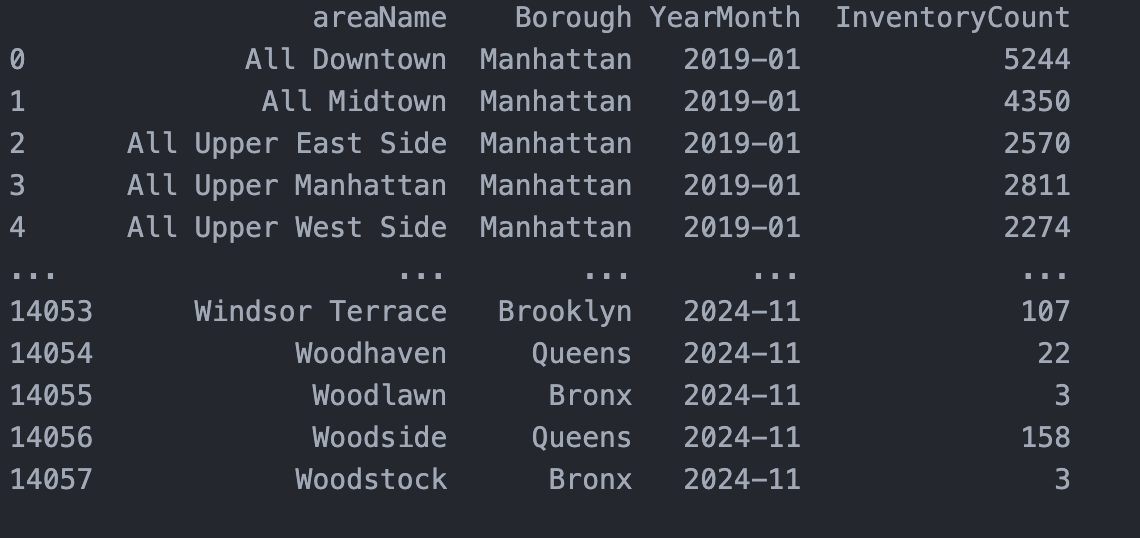 areaName Borough YearMonth InventoryCount
0 All Downtown Manhattan 2019-01 5244
1 All Midtown Manhattan 2019-01 4350
2 All Upper East Side Manhattan 2019-01 2570
3 All Upper Manhattan Manhattan 2019-01 2811
4 All Upper West Side Manhattan 2019-01 2274
... ... ... ... ...
14053 Windsor Terrace Brooklyn 2024-11 107
14054 Woodhaven Queens 2024-11 22
14055 Woodlawn Bronx 2024-11 3
14056 Woodside Queens 2024-11 158
14057 Woodstock Bronx 2024-11 3